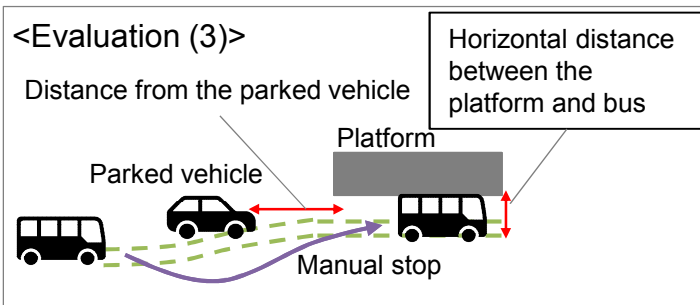 <Evaluation (3)>
Horizontal distance
between the
platform and bus
Distance from the parked vehicle
Platform
Parked vehicle
Manual stop